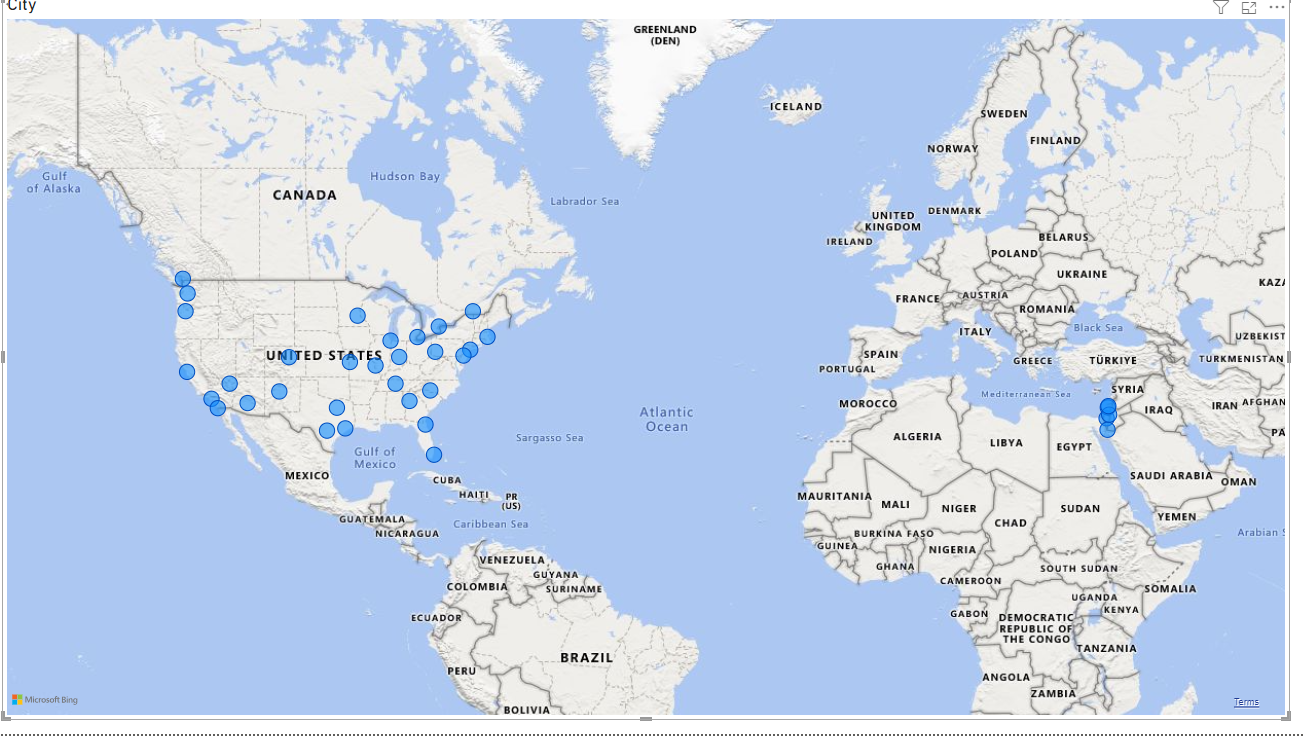 City
GREENLAND
(DEN)
ICELAND
SWEDEN
FINLAND
NORWAY
Gulf
of Alaska
Hudson Bay
CANADA
Labrador Sea
UNITED
KINGDOM
DENMARK
IRELAND
BELARUS
POLAND
UKRAINE
KAZA
FRANCE
AUSTRIA
ROMANIA
Black Sea
ITALY
UZBEKIST
UNITED STATES
SPAIN
GREECE
TÜRKIYE
TURKMENISTAN
PORTUGAL
SYRIA
Mediterranean Sea
MOROCCO
IRAQ
IRAN
AFGHAN
Atlantic
Ocean
Sargasso Sea
ALGERIA
LIBYA
EGYPT
PA
Gulf of
Mexico
MEXICO
CUBA
HAITI
PR
(US)
SAUDI ARABIA
OMAN
MAURITANIA
MALI
NIGER
CHAD
SUDAN
YEMEN
GUATEMALA
NICARAGUA
Caribbean Sea
BURKINA FASO
Arabian S
GUINEA
NIGERIA
VENEZUELA
GUYANA
SURINAME
COLOMBIA
GHANA
CAMEROON
SOUTH SUDAN
SOMALIA
UGANDA
KENYA
ECUADOR
GABON
DEMOCRATIC
REPUBLIC OF
THE CONGO
TANZANIA
BRAZIL
PERU
ANGOLA
ZAMBIA
BOLIVIA
Microsoft Bing
Terms